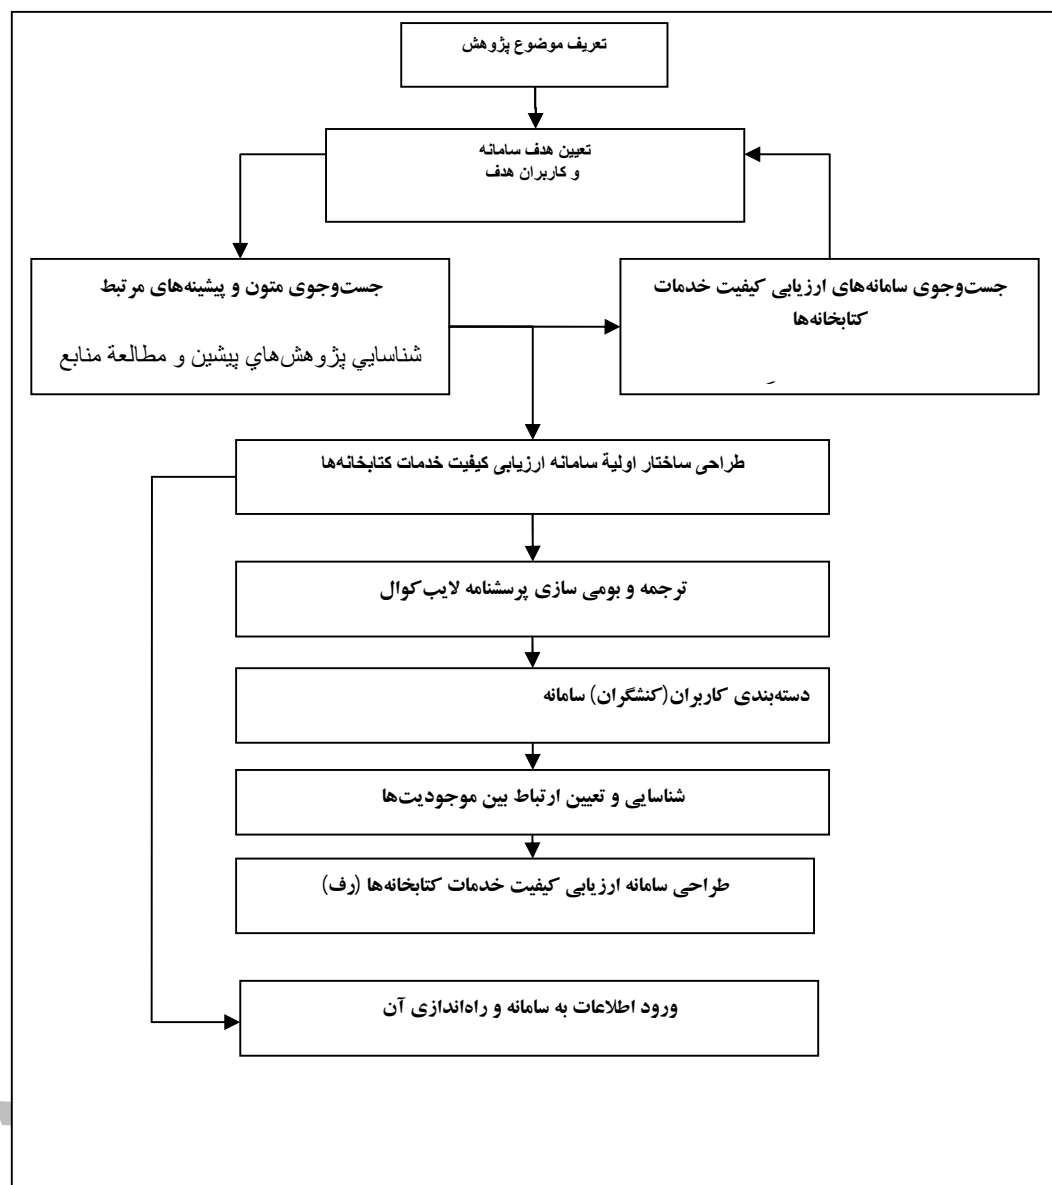 تعریف موضوع پژوهش
تعیین هدف سامانه
و کاربران هدف
جست‌وجوی متون و پیشینه‌های مرتبط
شناسايي پژوهش‌هاي پیشین و مطالعة منابع
جست‌وجوی سامانه‌های ارزیابی کیفیت خدمات
کتابخانه‌ها
طراحی ساختار اولیة سامانه ارزیابی کیفیت خدمات کتابخانه‌ها
ترجمه و بومی سازی پرسشنامه لایب‌کوال
دسته‌بندی کاربران(کنشگران) سامانه
شناسایی و تعیین ارتباط بین موجودیت‌ها
طراحی سامانه ارزیابی کیفیت خدمات کتابخانه‌ها (رف)
ورود اطلاعات به سامانه و راه‌اندازی آن